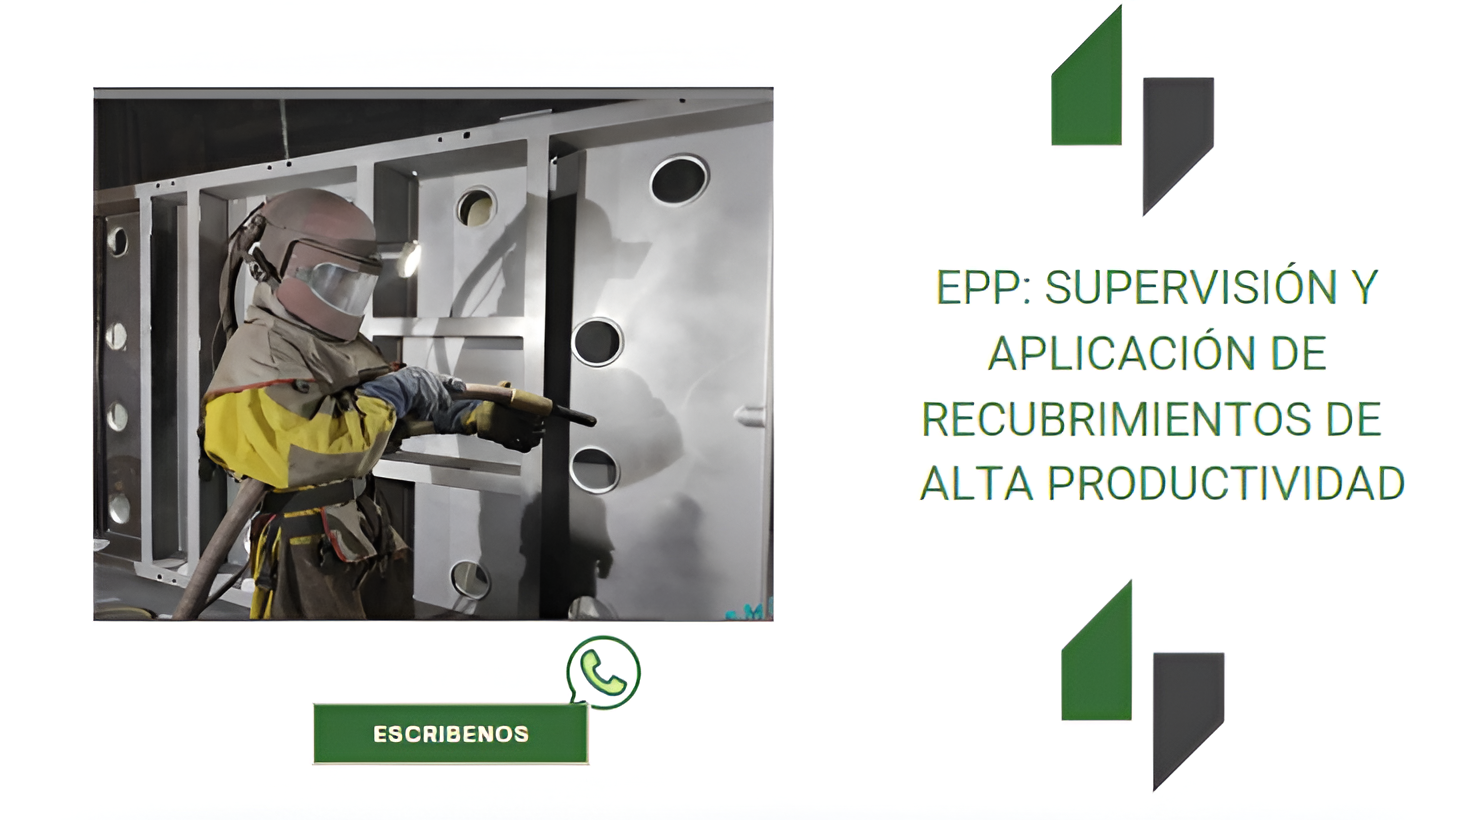 EPP: SUPERVISIÓN Y
APLICACIÓN DE
RECUBRIMIENTOS DE
ALTA PRODUCTIVIDAD
ESCRIBENOS